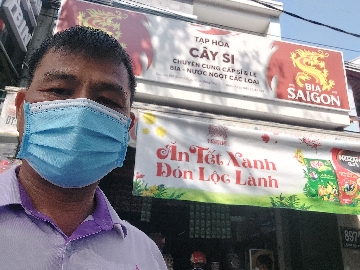 TẠP HÓA
CÂY SI
CHUYÊN CUNG CẤP SỈ & LẺ
BIA - NƯỚC NGỌT CÁC LOẠI
BIA
SAIGON
Ăn Tết Xanh
Đón Lộc Lành